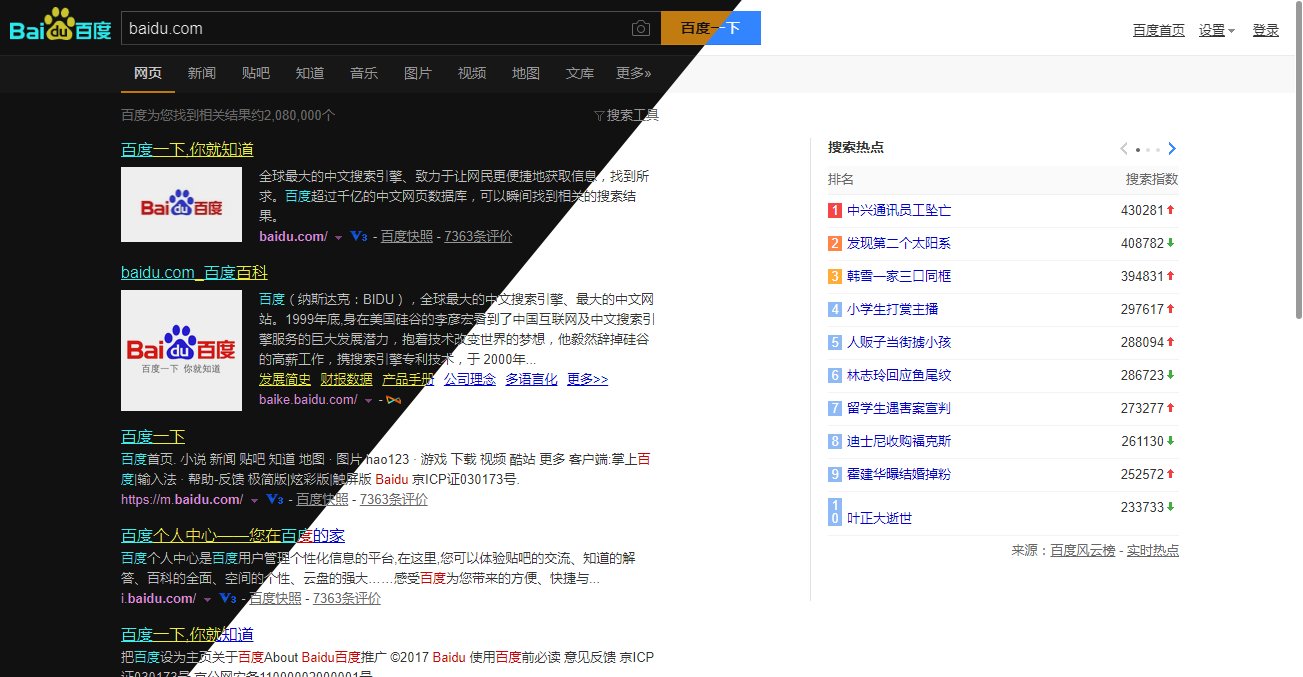 Bai du 百度
baidu.com
百度一下
百度首页 设置 登录
网页 新闻 贴吧 知道 音乐 图片 视频 地图 文库 更多»
百度为您找到相关结果约2,080,000个
搜索工具
百度一下,你就知道
Bai du 百度
全球最大的中文搜索引擎、致力于让网民更便捷地获取信息，找到所
求。百度超过千亿的中文网页数据库，可以瞬间找到相关的搜索结
果。
baidu.com/ V3 - 百度快照 - 7363条评价
baidu.com_百度百科
Bai du 百度
百度一下 你就知道
百度（纳斯达克：BIDU），全球最大的中文搜索引擎、最大的中文网
站。1999年底,身在美国硅谷的李彦宏看到了中国互联网及中文搜索引
擎服务的巨大发展潜力，抱着技术改变世界的梦想，他毅然辞掉硅谷
的高薪工作，携搜索引擎专利技术，于 2000年...
发展简史 财报数据 产品手册 公司理念 多语言化 更多>>
baike.baidu.com/ -
百度一下
百度首页. 小说 新闻 贴吧 知道 地图 · 图片 hao123 · 游戏 下载 视频 酷站 更多 客户端:掌上百
度|输入法 · 帮助-反馈 极简版|炫彩版|触屏版 Baidu 京ICP证030173号.
https://m.baidu.com/ V3 - 百度快照 - 7363条评价
百度个人中心——您在百度的家
百度个人中心是百度用户管理个性化信息的平台,在这里,您可以体验贴吧的交流、知道的解
答、百科的全面、空间的个性、云盘的强大……感受百度为您带来的方便、快捷与...
i.baidu.com/ V3 - 百度快照 - 7363条评价
百度一下,你就知道
把百度设为主页关于百度About Baidu百度推广 ©2017 Baidu 使用百度前必读 意见反馈 京ICP
证030173号 京公网安备11000002000001号
搜索热点
排名 搜索指数
1 中兴通讯员工坠亡 430281
2 发现第二个太阳系 408782
3 韩雪一家三口同框 394831
4 小学生打赏主播 297617
5 人贩子当街掳小孩 288094
6 林志玲回应鱼尾纹 286723
7 留学生遇害案宣判 273277
8 迪士尼收购福克斯 261130
9 霍建华曝结婚掉粉 252572
10 叶正大逝世 233733
来源：百度风云榜 - 实时热点